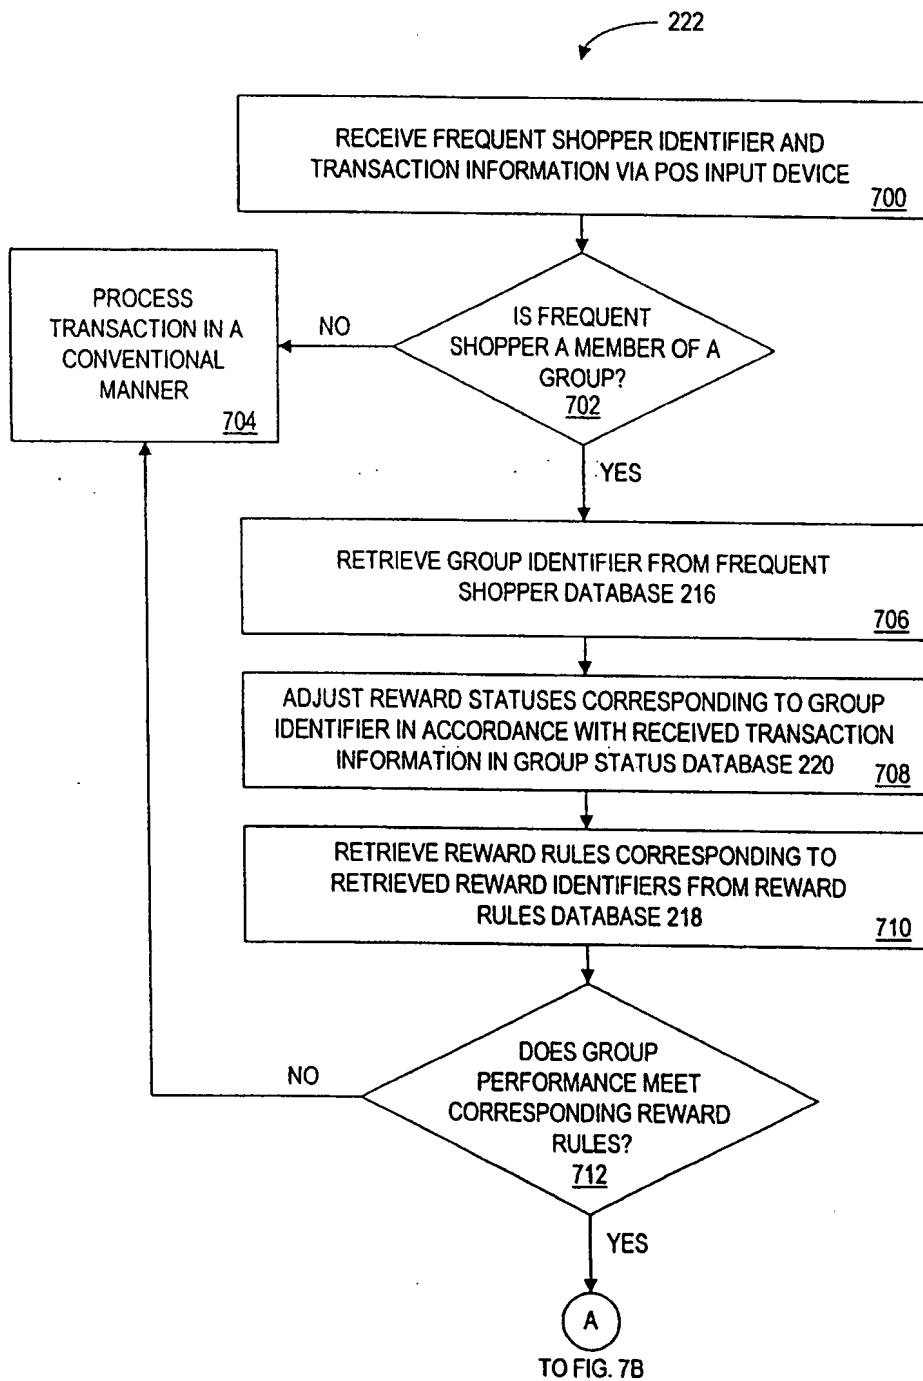 222
RECEIVE FREQUENT SHOPPER IDENTIFIER AND
TRANSACTION INFORMATION VIA POS INPUT DEVICE
700
IS FREQUENT
SHOPPER A MEMBER OF A
GROUP?
702
NO
PROCESS
TRANSACTION IN A
CONVENTIONAL
MANNER
704
YES
RETRIEVE GROUP IDENTIFIER FROM FREQUENT
SHOPPER DATABASE 216
706
ADJUST REWARD STATUSES CORRESPONDING TO GROUP
IDENTIFIER IN ACCORDANCE WITH RECEIVED TRANSACTION
INFORMATION IN GROUP STATUS DATABASE 220
708
RETRIEVE REWARD RULES CORRESPONDING TO
RETRIEVED REWARD IDENTIFIERS FROM REWARD
RULES DATABASE 218
710
DOES GROUP
PERFORMANCE MEET
CORRESPONDING REWARD
RULES?
712
NO
YES
A
TO FIG. 7B